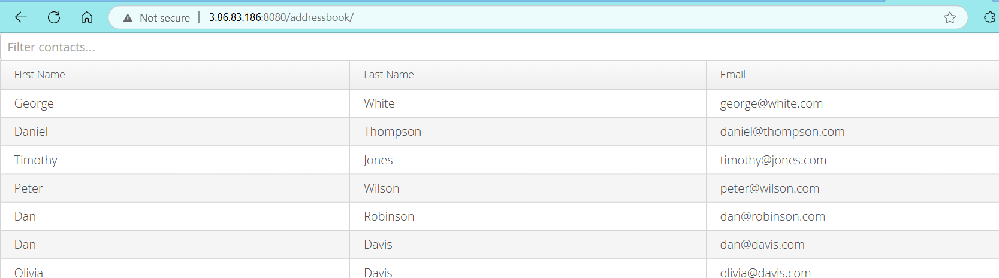 Not secure | 3.86.83.186:8080/addressbook/
Filter contacts...
First Name Last Name Email
George White george@white.com
Daniel Thompson daniel@thompson.com
Timothy Jones timothy@jones.com
Peter Wilson peter@wilson.com
Dan Robinson dan@robinson.com
Dan Davis dan@davis.com
Olivia Davis olivia@davis.com